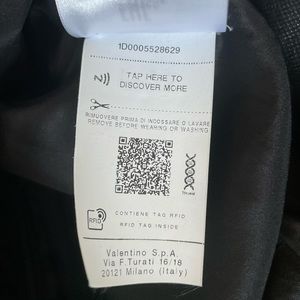 1D0005528629
TAP HERE TO
DISCOVER MORE
RIMUOVERE PRIMA DI INDOSSARE O LAVARE
REMOVE BEFORE WEARING OR WASHING
RFID
CONTIENE TAG RFID
RFID TAG INSIDE
Valentino S.p.A.
Via F.Turati 16/18
20121 Milano (Italy)